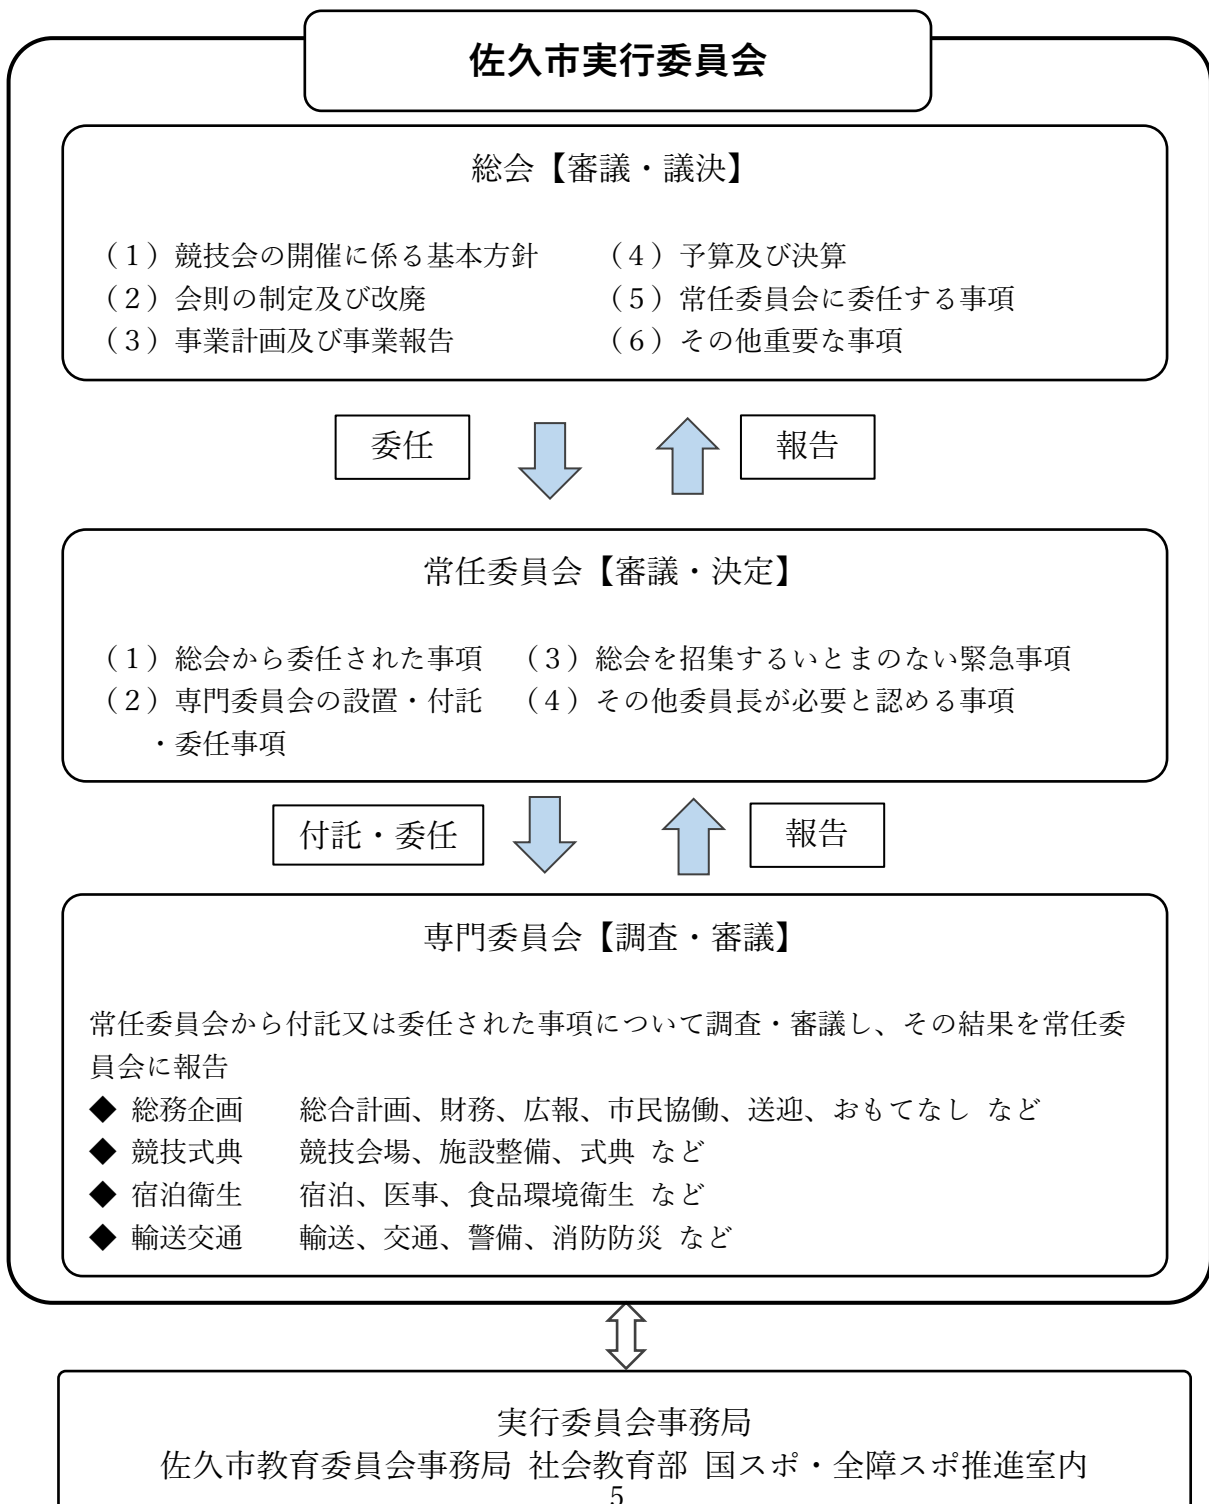 佐久市実行委員会
総会【審議・議決】
（１）競技会の開催に係る基本方針　　（４）予算及び決算
（２）会則の制定及び改廃　　（５）常任委員会に委任する事項
（３）事業計画及び事業報告　　（６）その他重要な事項
委任　　報告
常任委員会【審議・決定】
（１）総会から委任された事項　（３）総会を招集するいとまのない緊急事項
（２）専門委員会の設置・付託　（４）その他委員長が必要と認める事項
・委任事項
付託・委任　　報告
専門委員会【調査・審議】
常任委員会から付託又は委任された事項について調査・審議し、その結果を常任委
員会に報告
◆ 総務企画　　総合計画、財務、広報、市民協働、送迎、おもてなし など
◆ 競技式典　　競技会場、施設整備、式典 など
◆ 宿泊衛生　　宿泊、医事、食品環境衛生 など
◆ 輸送交通　　輸送、交通、警備、消防防災 など
実行委員会事務局
佐久市教育委員会事務局 社会教育部 国スポ・全障スポ推進室内
5